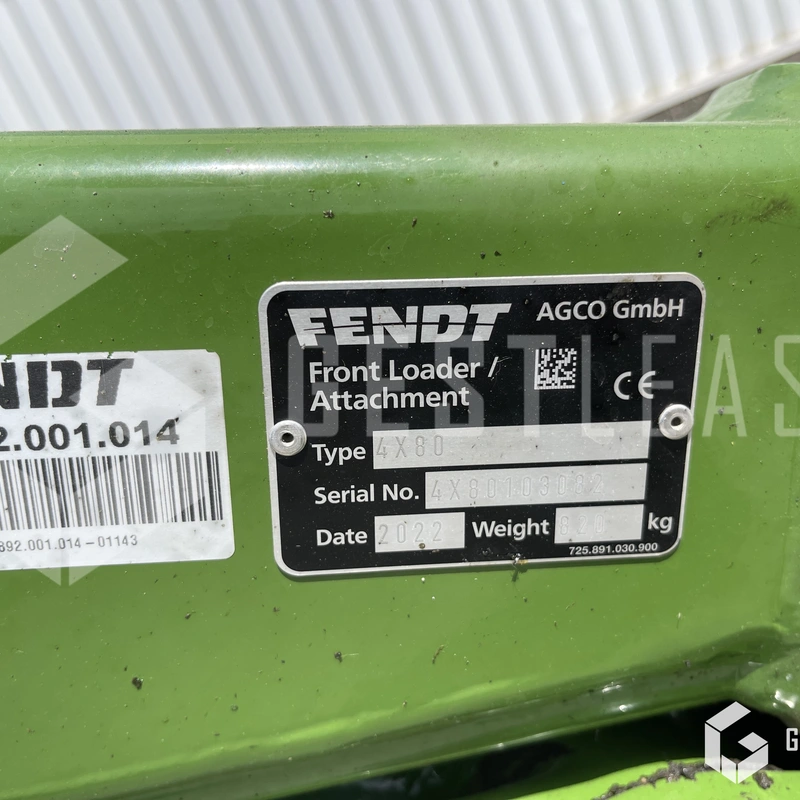 FENDT AGCO GmbH
Front Loader /
Attachment
CE
Type 4X80
Serial No.
Date 2022 Weight kg
725.891.030.900
NDT
2.001.014
892.001.014-01143
GESTLEAS
G